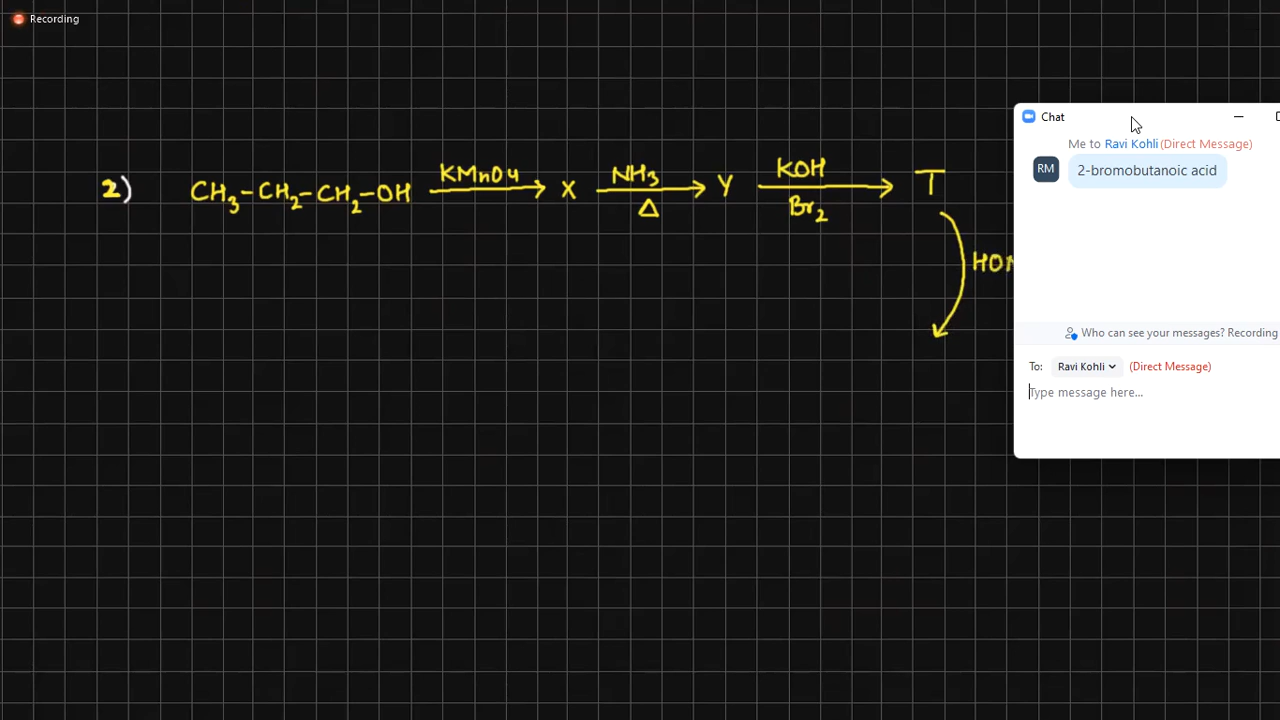 Recording
2) CH3-CH2-CH2-OH KMnO4 X NH3 Δ Y KOH Br2 T
Chat
Me to Ravi Kohli (Direct Message)
RM 2-bromobutanoic acid
Who can see your messages? Recording
To: Ravi Kohli (Direct Message)
Type message here...